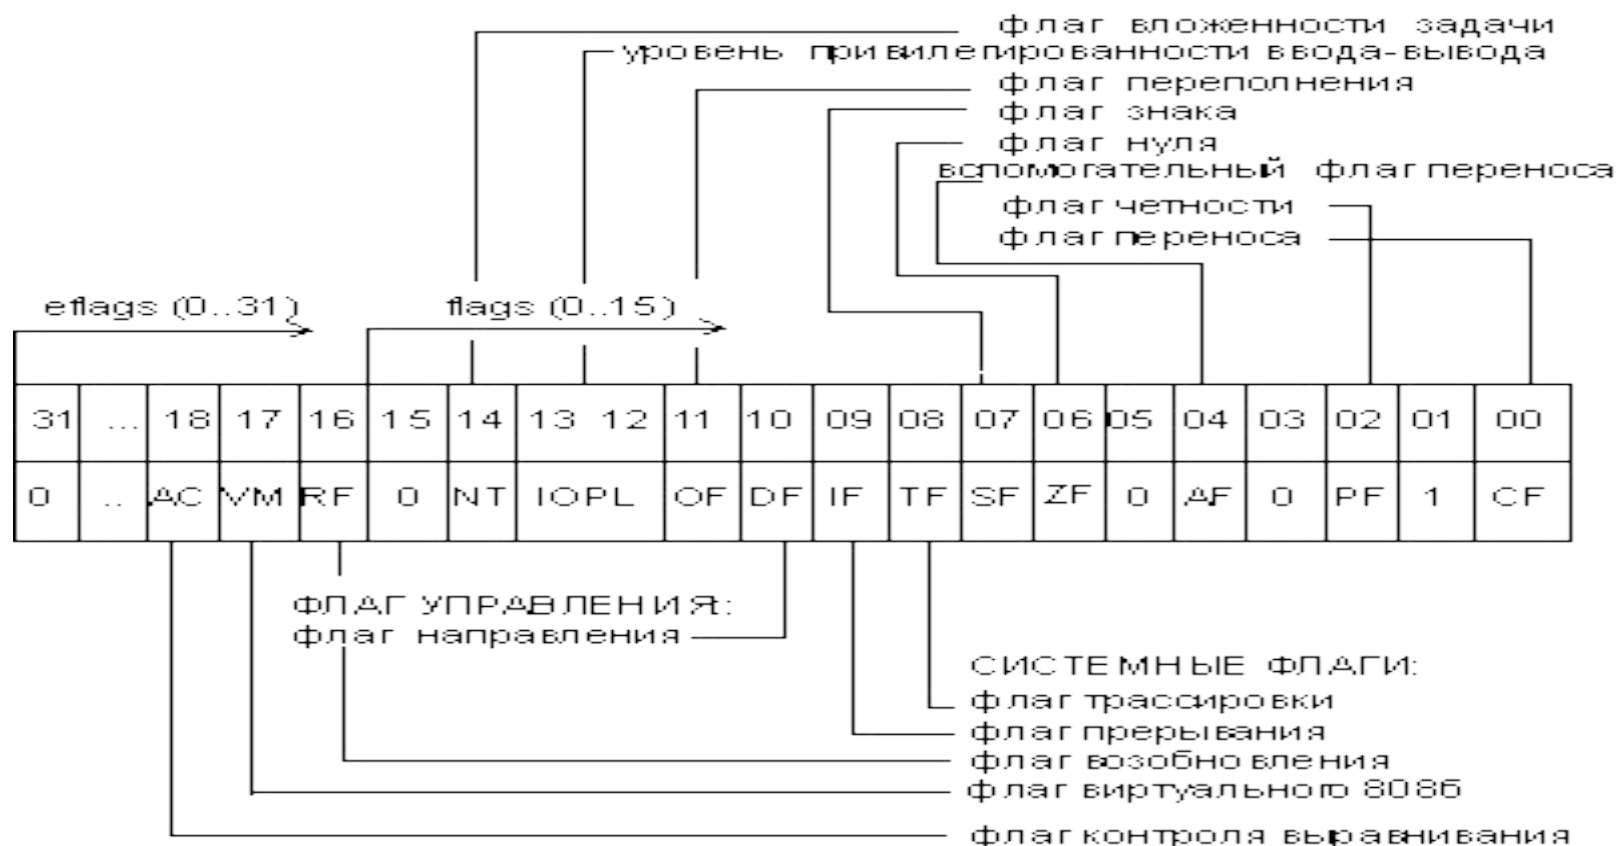 флаг вложенности задачи
уровень привилегированности ввода-вывода
флаг переполнения
флаг знака
флаг нуля
вспомогательный флаг переноса
флаг четности
флаг переноса
eflags (0..31) flags (0..15)
31 ... 18 17 16 15 14 13 12 11 10 09 08 07 06 05 04 03 02 01 00
0 .. AC VM RF 0 NT IOPL OF DF IF TF SF ZF 0 AF 0 PF 1 CF
ФЛАГ УПРАВЛЕНИЯt:
флаг направления
СИСТЕМНЫЕ ФЛАГИ:
флаг трассировки
флаг прерывания
флаг возобновления
флаг виртуального 8086
флаг контроля выравнивания